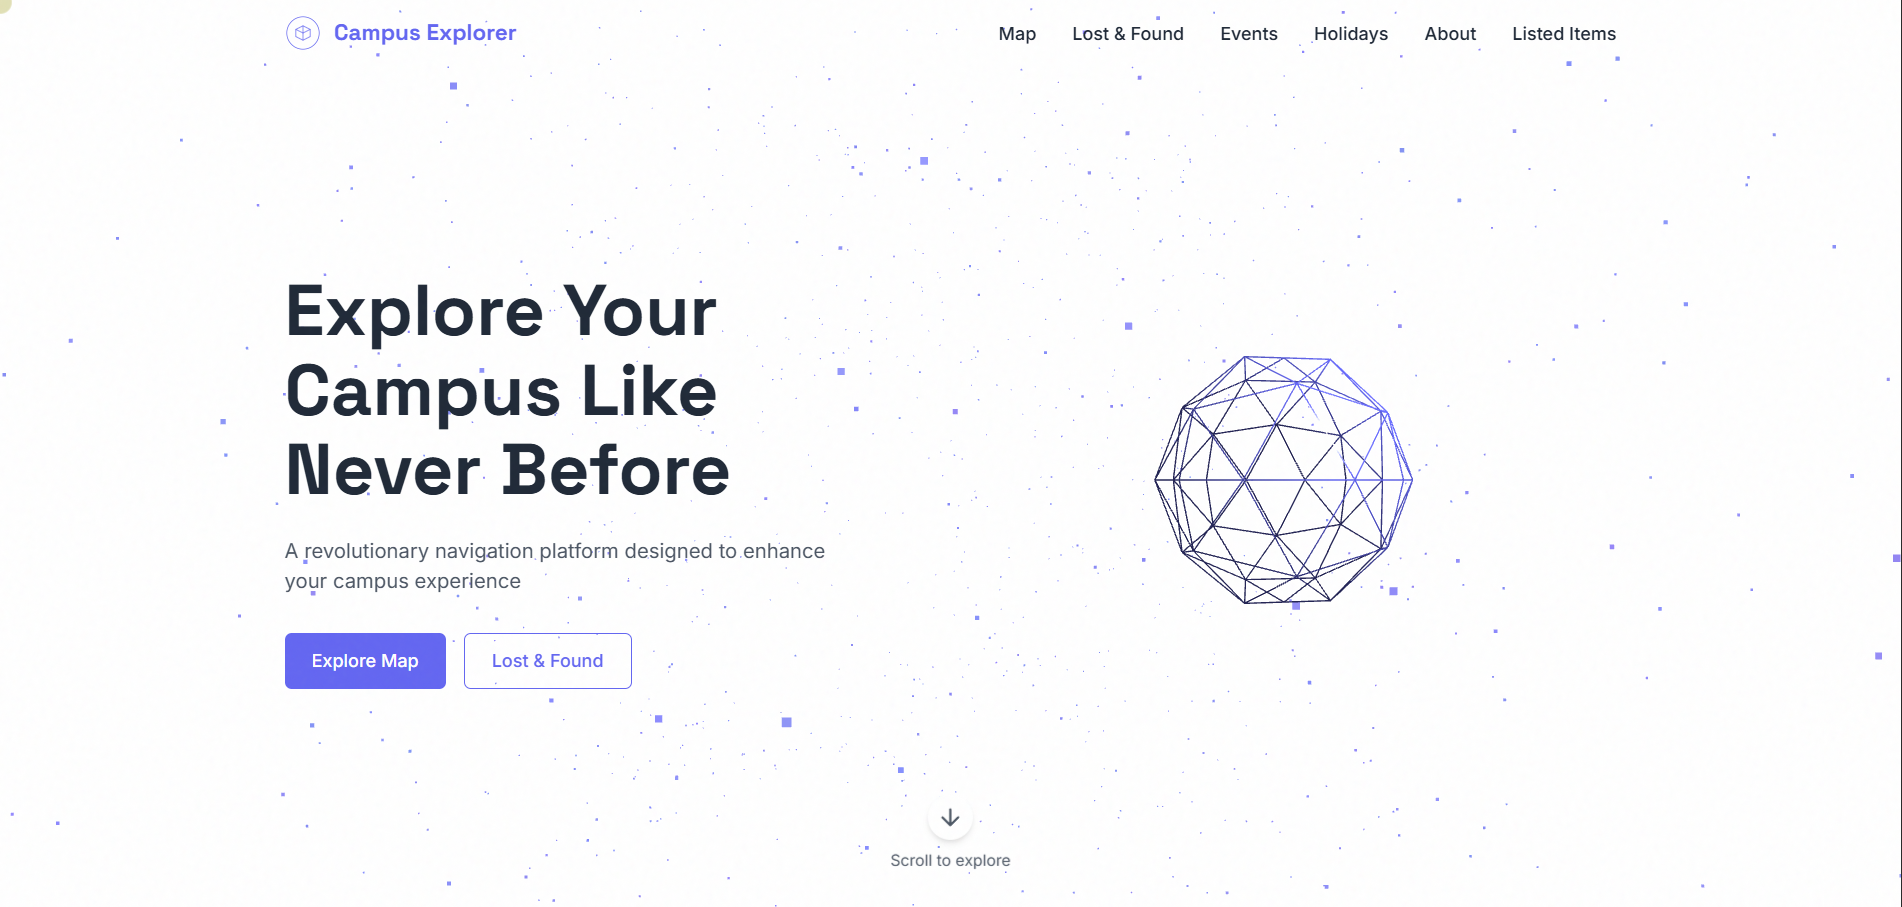 Campus Explorer
Map
Lost & Found
Events
Holidays
About
Listed Items
Explore Your
Campus Like
Never Before
A revolutionary navigation platform designed to enhance
your campus experience
Explore Map
Lost & Found
Scroll to explore